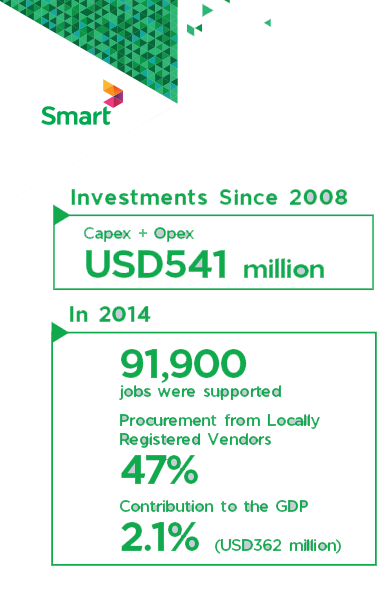 Smart
Investments Since 2008
Capex + Opex
USD541 million
In 2014
91,900
jobs were supported
Procurement from Locally
Registered Vendors
47%
Contribution to the GDP
2.1% (USD362 million)